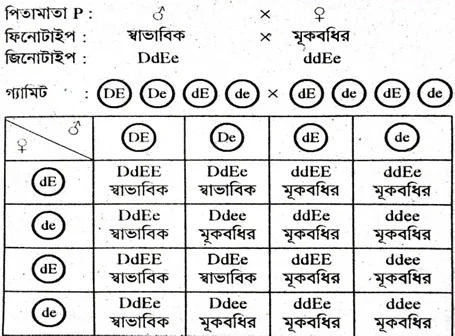 পিতামাতা P : ♂ × ♀
ফিনোটাইপ : স্বাভাবিক × মূকবধির
জিনোটাইপ : DdEe ddEe
গ্যামিট : DE De dE de × dE de dE de
♂ ♀ DE De dE de
dE DdEE DdEe ddEE ddEe
স্বাভাবিক স্বাভাবিক মূকবধির মূকবধির
de DdEe Ddee ddEe ddee
স্বাভাবিক মূকবধির মূকবধির মূকবধির
dE DdEE DdEe ddEE ddee
স্বাভাবিক স্বাভাবিক মূকবধির মূকবধির
de DdEe Ddee ddEe ddee
স্বাভাবিক মূকবধির মূকবধির মূকবধির